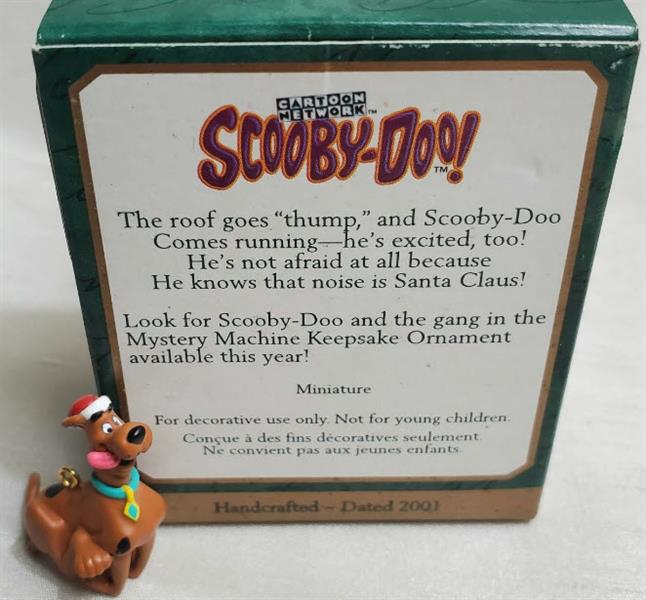 CARTOON
NETWORK™
SCOOBY-DOO!™
The roof goes “thump,” and Scooby-Doo
Comes running—he's excited, too!
He's not afraid at all because
He knows that noise is Santa Claus!
Look for Scooby-Doo and the gang in the
Mystery Machine Keepsake Ornament
available this year!
Miniature
For decorative use only. Not for young children.
Conçue à des fins décoratives seulement.
Ne convient pas aux jeunes enfants.
Handcrafted ~ Dated 2001